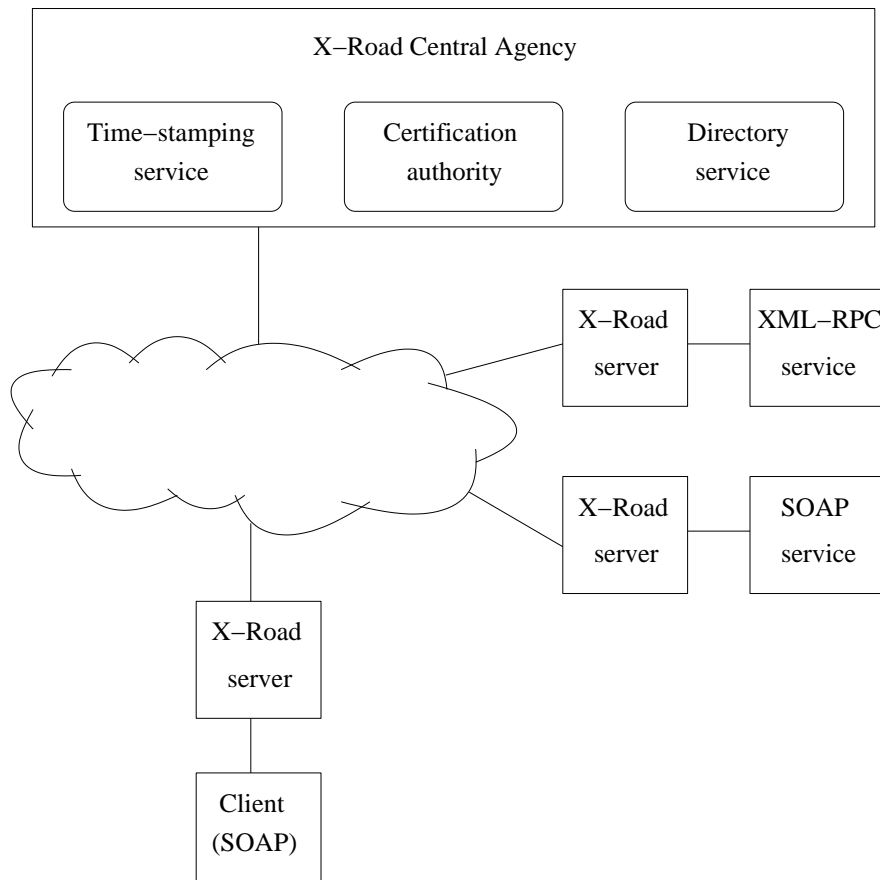 X−Road Central Agency
Time−stamping
service
Certification
authority
Directory
service
X−Road
server
XML−RPC
service
X−Road
server
SOAP
service
X−Road
server
Client
(SOAP)